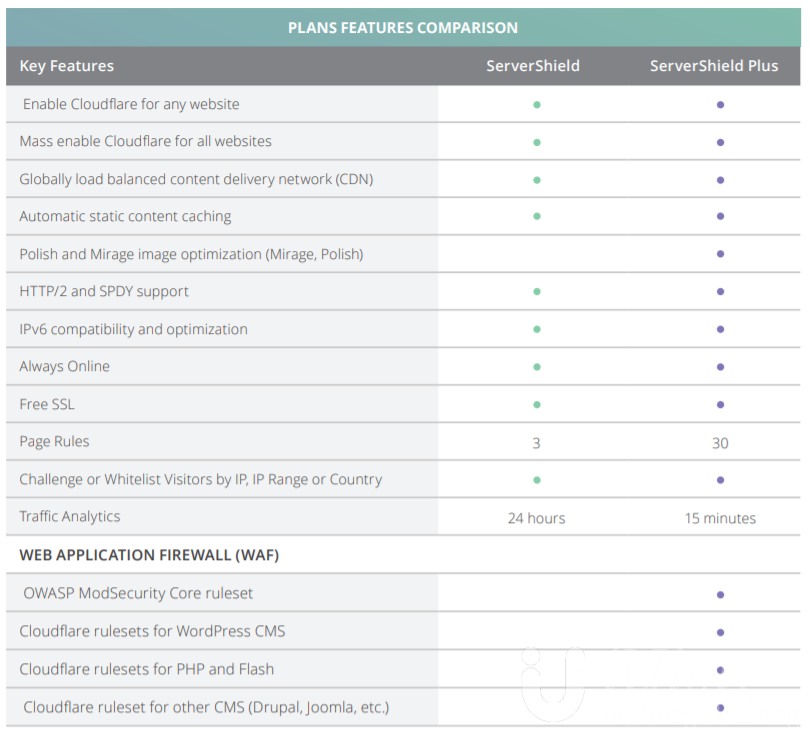 PLANS FEATURES COMPARISON
Key Features ServerShield ServerShield Plus
Enable Cloudflare for any website
Mass enable Cloudflare for all websites
Globally load balanced content delivery network (CDN)
Automatic static content caching
Polish and Mirage image optimization (Mirage, Polish)
HTTP/2 and SPDY support
IPv6 compatibility and optimization
Always Online
Free SSL
Page Rules 3 30
Challenge or Whitelist Visitors by IP, IP Range or Country
Traffic Analytics 24 hours 15 minutes
WEB APPLICATION FIREWALL (WAF)
OWASP ModSecurity Core ruleset
Cloudflare rulesets for WordPress CMS
Cloudflare rulesets for PHP and Flash
Cloudflare ruleset for other CMS (Drupal, Joomla, etc.)